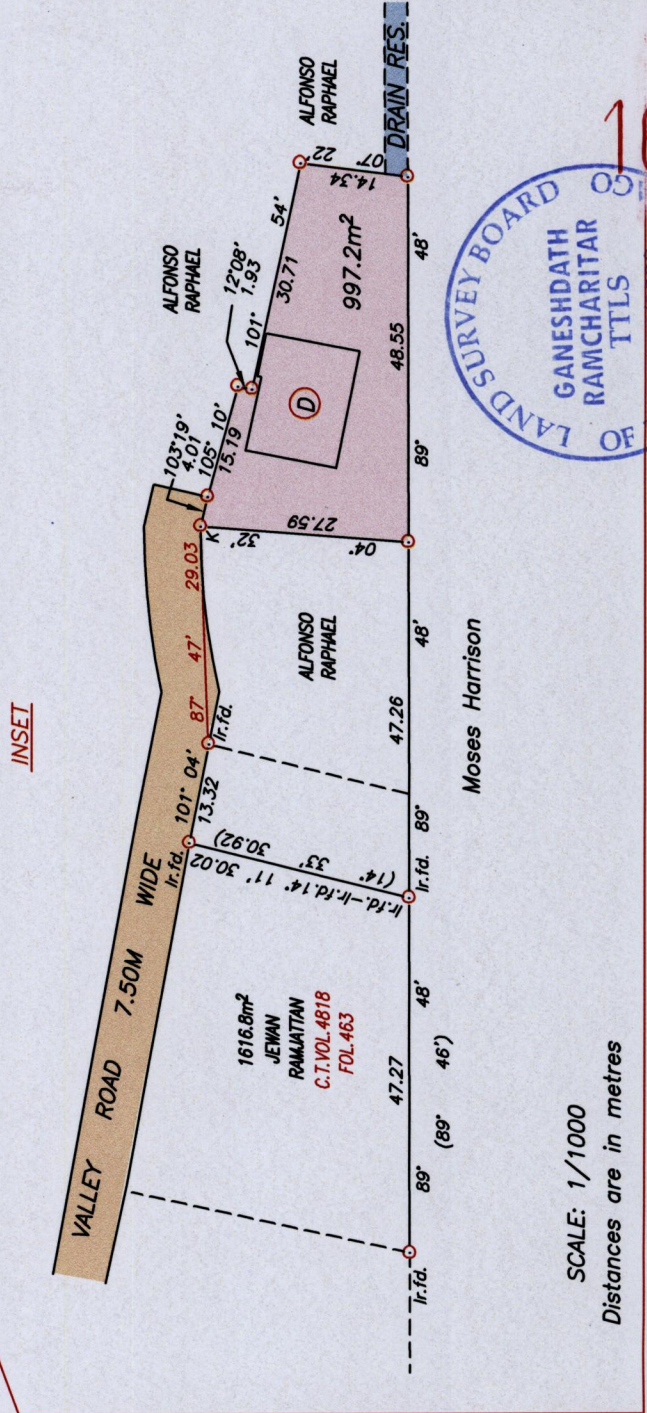 INSET
VALLEY ROAD 7.50M WIDE
ALFONSO
RAPHAEL
ALFONSO
RAPHAEL
DRAIN RES.
22'
07°
14.34
54'
30.71
101°
12°08'
1.93
997.2m²
D
10'
15.19
105°
103°19'
4.01
K
27.59
32'
04°
48'
48.55
89°
29.03
47'
87°
Ir.fd.
ALFONSO
RAPHAEL
48'
47.26
89°
Ir.fd.
Moses Harrison
101° 04'
13.32
Ir.fd.
30.92)
33'
(14°
30.02
Ir.fd.-Ir.fd.14° 11'
1616.8m²
JEWAN
RAMJATTAN
C.T.VOL.4818
FOL.463
48'
47.27
89°
(89° 46')
Ir.fd.
SCALE: 1/1000
Distances are in metres
LAND SURVEY BOARD OF
GANESHDATH
RAMCHARITAR
TTLS